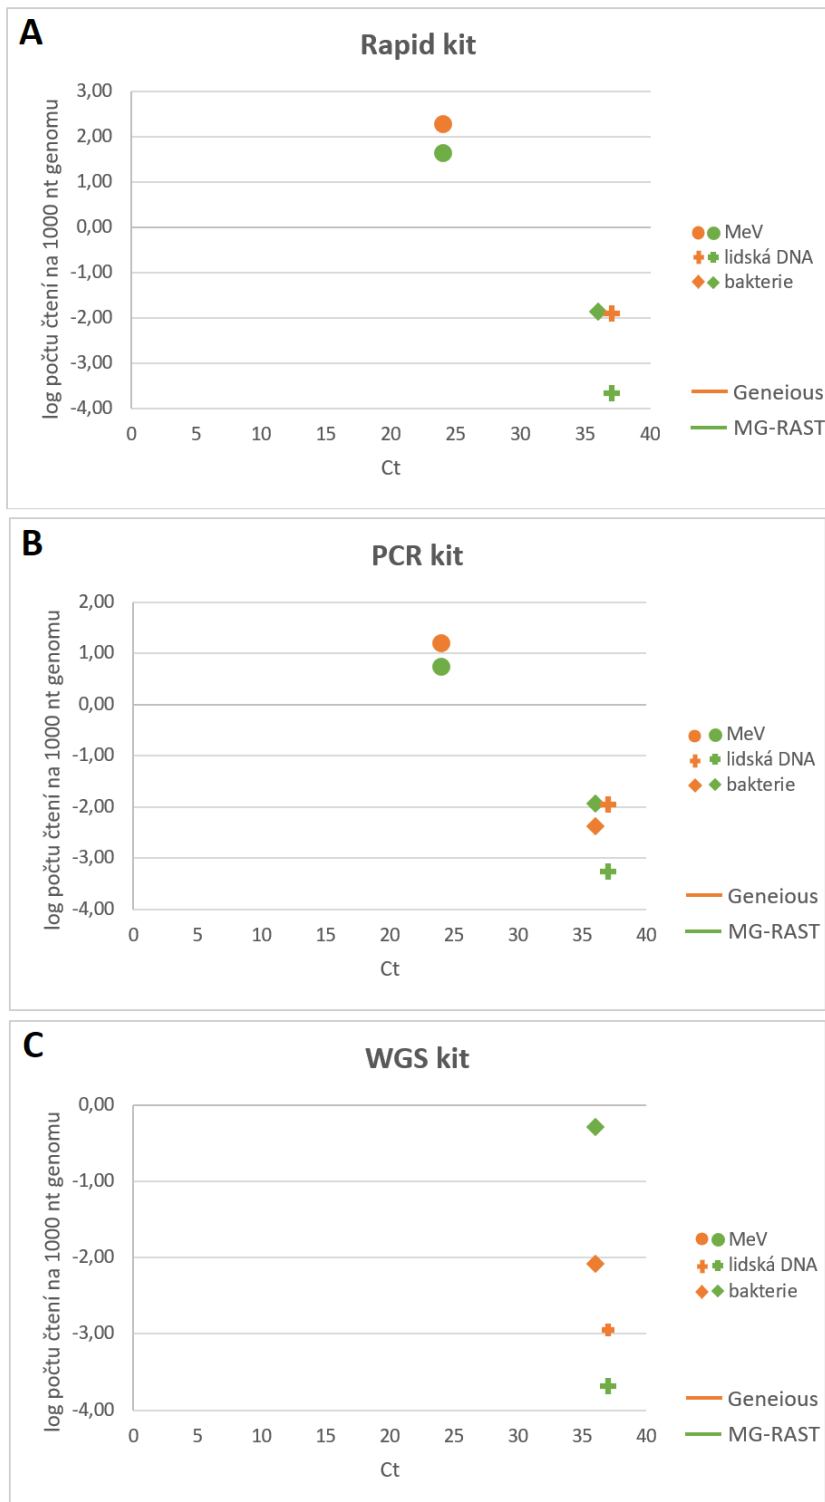 A
Rapid kit
log počtu čtení na 1000 nt genomu
3,00
2,00
1,00
0,00
-1,00
-2,00
-3,00
-4,00
0 5 10 15 20 25 30 35 40
Ct
MeV
lidská DNA
bakterie
Geneious
MG-RAST
B
PCR kit
log počtu čtení na 1000 nt genomu
2,00
1,00
0,00
-1,00
-2,00
-3,00
-4,00
0 5 10 15 20 25 30 35 40
Ct
MeV
lidská DNA
bakterie
Geneious
MG-RAST
C
WGS kit
log počtu čtení na 1000 nt genomu
0,00
-1,00
-2,00
-3,00
-4,00
0 5 10 15 20 25 30 35 40
Ct
MeV
lidská DNA
bakterie
Geneious
MG-RAST